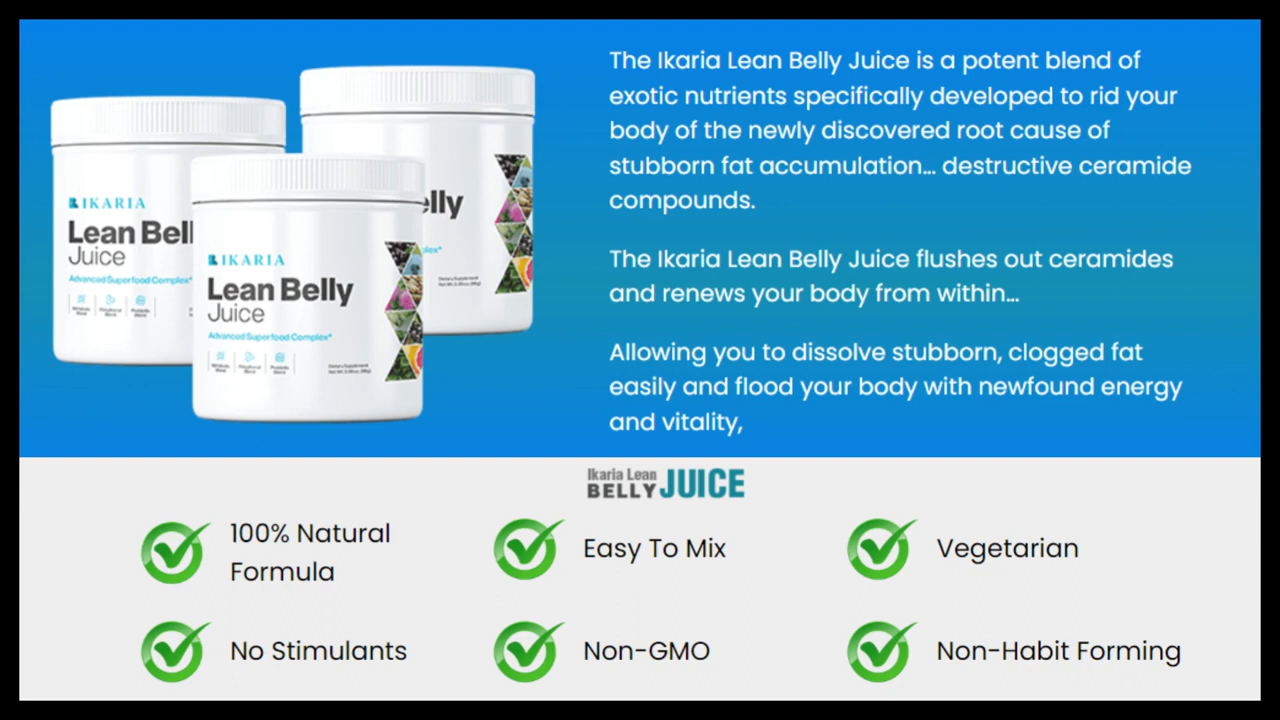 The Ikaria Lean Belly Juice is a potent blend of
exotic nutrients specifically developed to rid your
body of the newly discovered root cause of
stubborn fat accumulation... destructive ceramide
compounds.
The Ikaria Lean Belly Juice flushes out ceramides
and renews your body from within...
Allowing you to dissolve stubborn, clogged fat
easily and flood your body with newfound energy
and vitality,
IKARIA
Lean Bell
Juice
Advanced Superfood Complex*
elly
plex*
IKARIA
Lean Belly
Juice
Advanced Superfood Complex*
Ikaria Lean
BELLY JUICE
100% Natural
Formula
Easy To Mix
Vegetarian
No Stimulants
Non-GMO
Non-Habit Forming